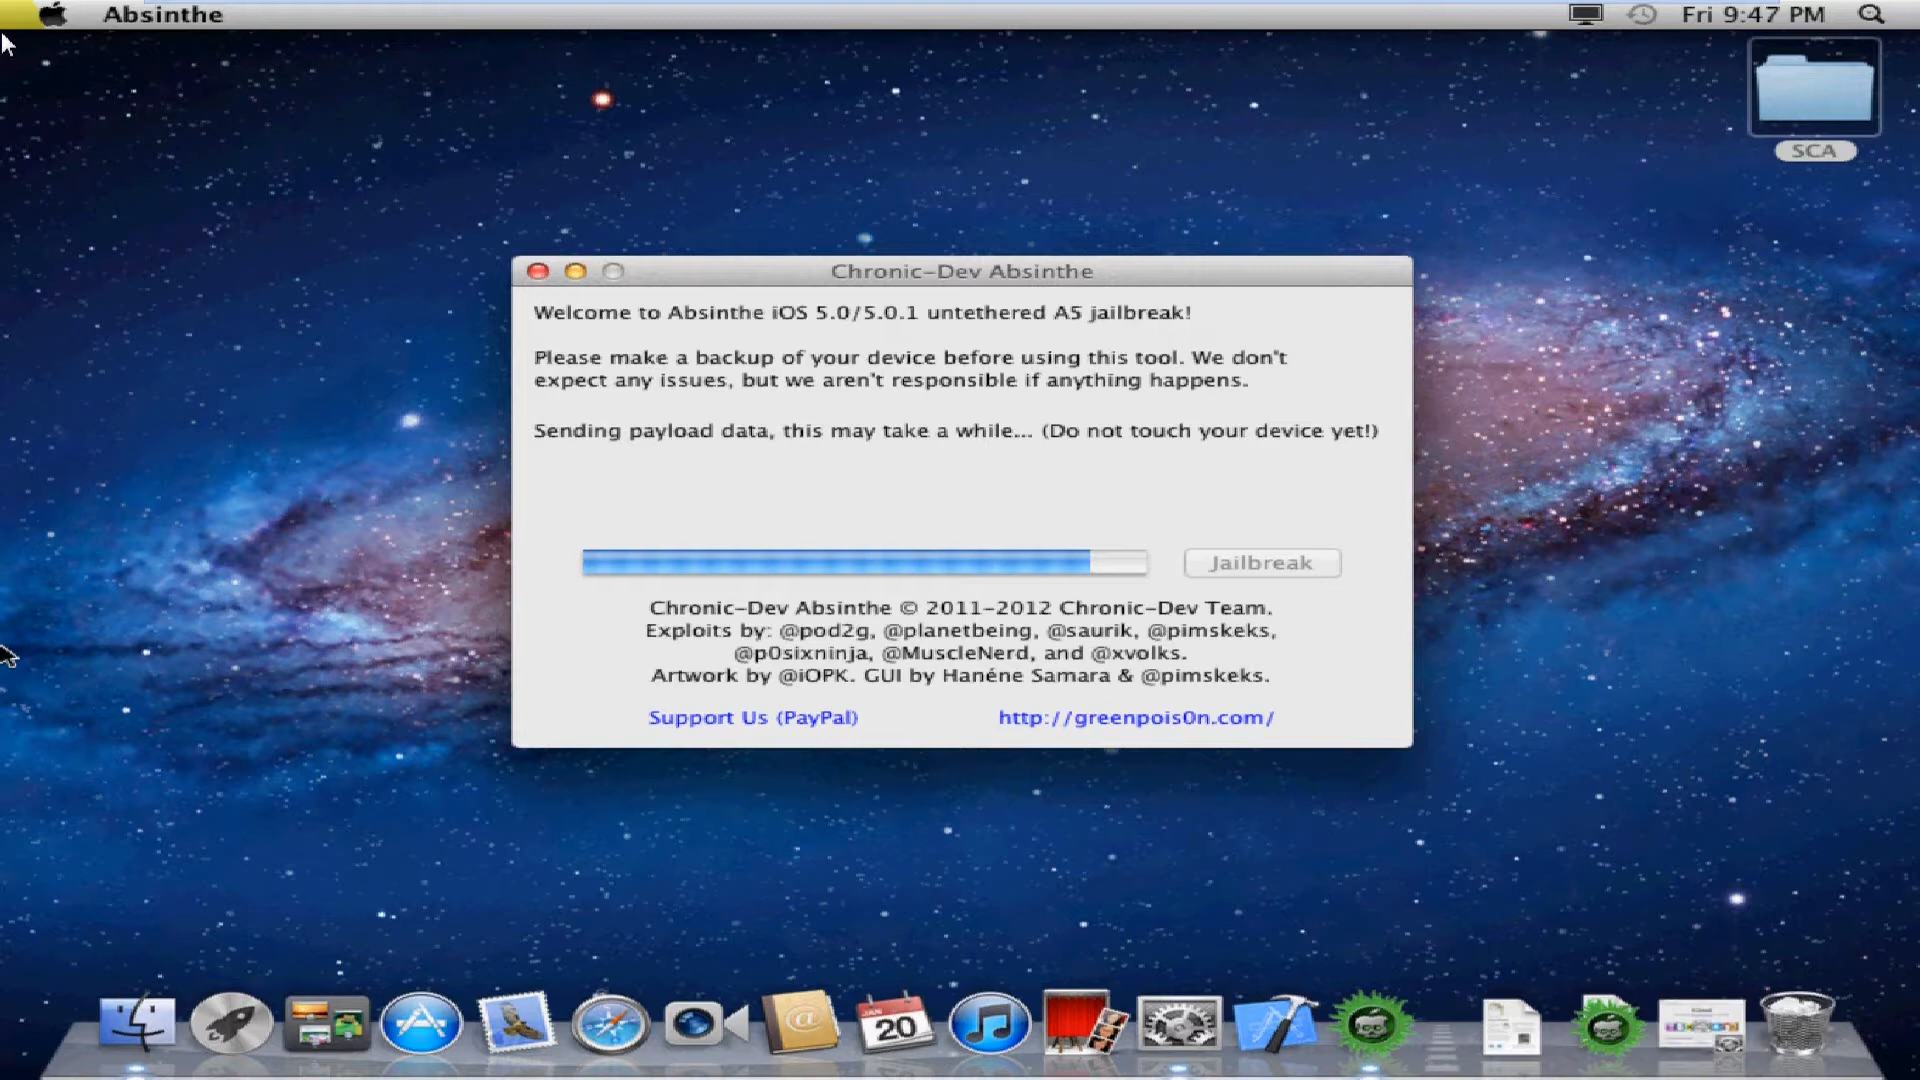 Absinthe
Fri 9:47 PM
SCA
Chronic-Dev Absinthe
Welcome to Absinthe iOS 5.0/5.0.1 untethered A5 jailbreak!
Please make a backup of your device before using this tool. We don't
expect any issues, but we aren't responsible if anything happens.
Sending payload data, this may take a while... (Do not touch your device yet!)
Jailbreak
Chronic-Dev Absinthe © 2011-2012 Chronic-Dev Team.
Exploits by: @pod2g, @planetbeing, @saurik, @pimskeks,
@p0sixninja, @MuscleNerd, and @xvolks.
Artwork by @iOPK. GUI by Hanéne Samara & @pimskeks.
Support Us (PayPal)
http://greenpois0n.com/
JAN
20